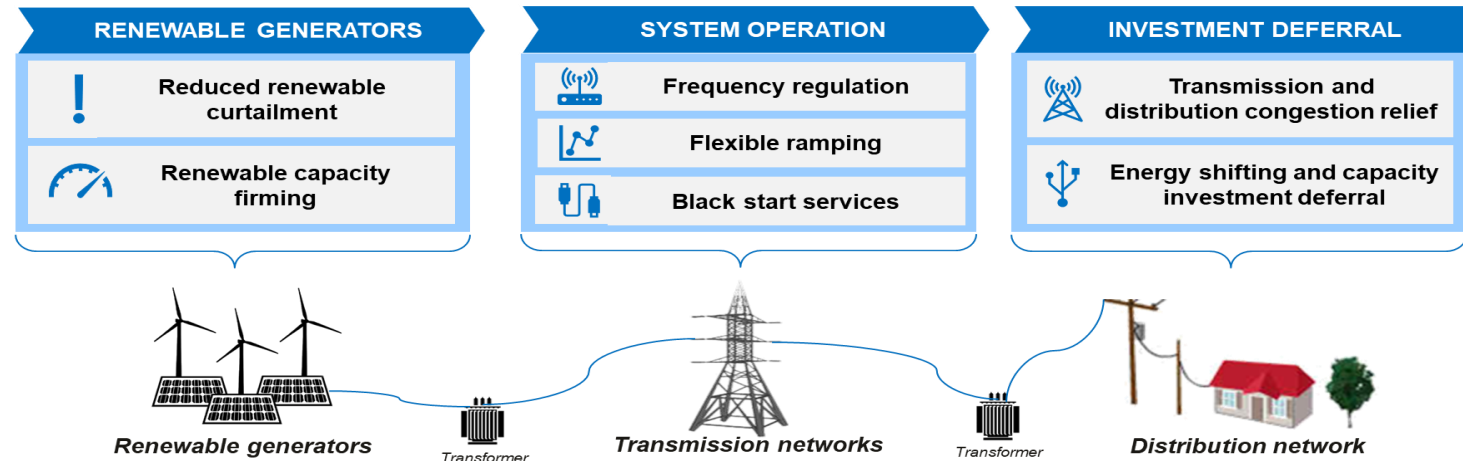 RENEWABLE GENERATORS
Reduced renewable
curtailment
Renewable capacity
firming
SYSTEM OPERATION
Frequency regulation
Flexible ramping
Black start services
INVESTMENT DEFERRAL
Transmission and
distribution congestion relief
Energy shifting and capacity
investment deferral
Renewable generators
Transformer
Transmission networks
Transformer
Distribution network